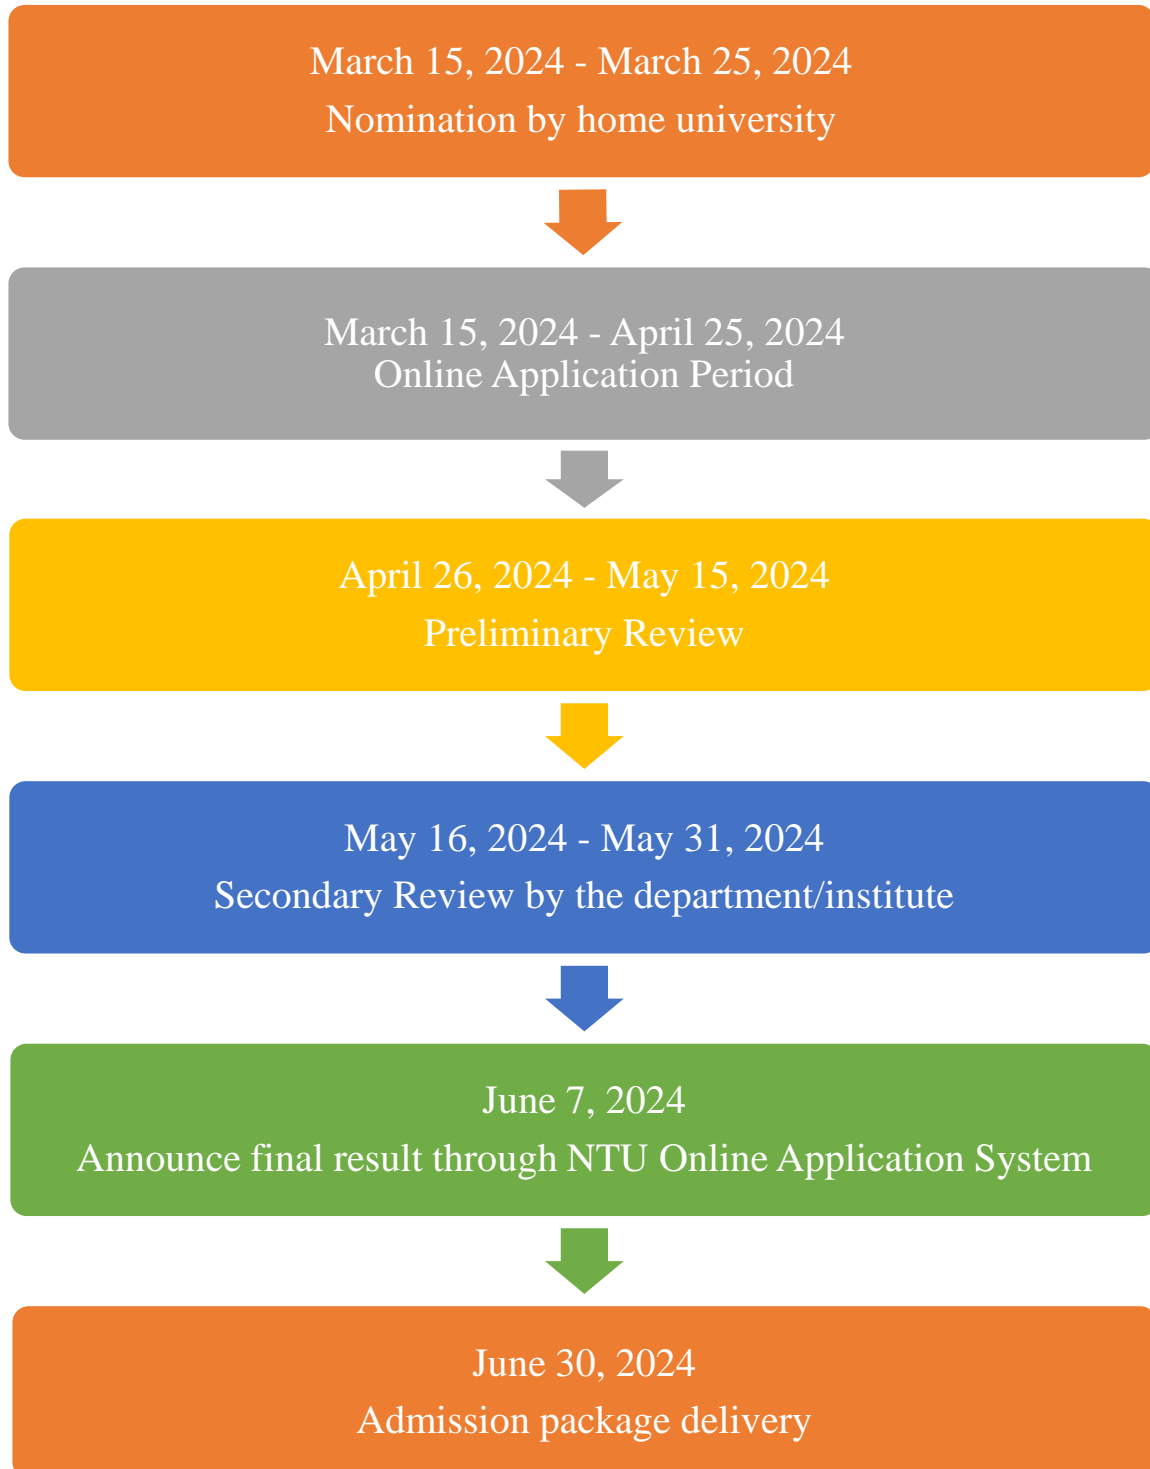 March 15, 2024 - March 25, 2024
Nomination by home university
March 15, 2024 - April 25, 2024
Online Application Period
April 26, 2024 - May 15, 2024
Preliminary Review
May 16, 2024 - May 31, 2024
Secondary Review by the department/institute
June 7, 2024
Announce final result through NTU Online Application System
June 30, 2024
Admission package delivery